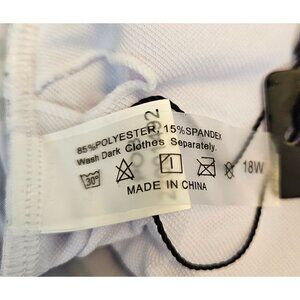 85%POLYESTER, 15%SPANDEX
Wash Dark Clothes Separately.
30°
18W
MADE IN CHINA